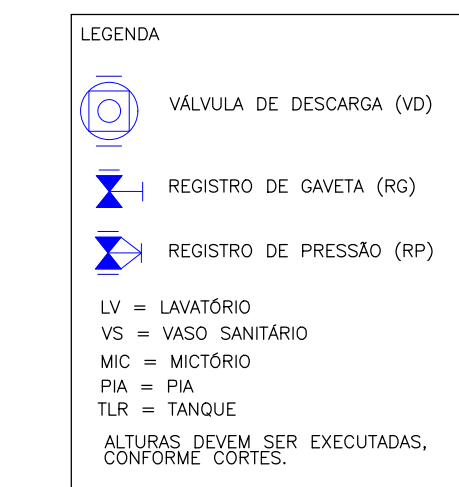 LEGENDA
VÁLVULA DE DESCARGA (VD)
REGISTRO DE GAVETA (RG)
REGISTRO DE PRESSÃO (RP)
LV = LAVATÓRIO
VS = VASO SANITÁRIO
MIC = MICTÓRIO
PIA = PIA
TLR = TANQUE
ALTURAS DEVEM SER EXECUTADAS,
CONFORME CORTES.